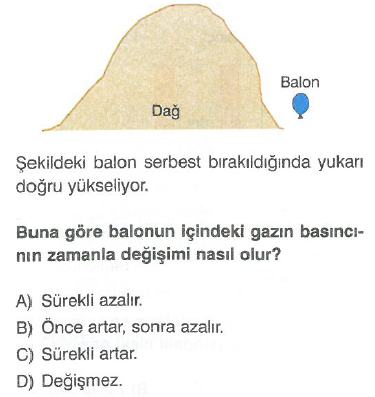 Balon
Dağ
Şekildeki balon serbest bırakıldığında yukarı
doğru yükseliyor.
Buna göre balonun içindeki gazın basıncı-
nın zamanla değişimi nasıl olur?
A) Sürekli azalır.
B) Önce artar, sonra azalır.
C) Sürekli artar.
D) Değişmez.